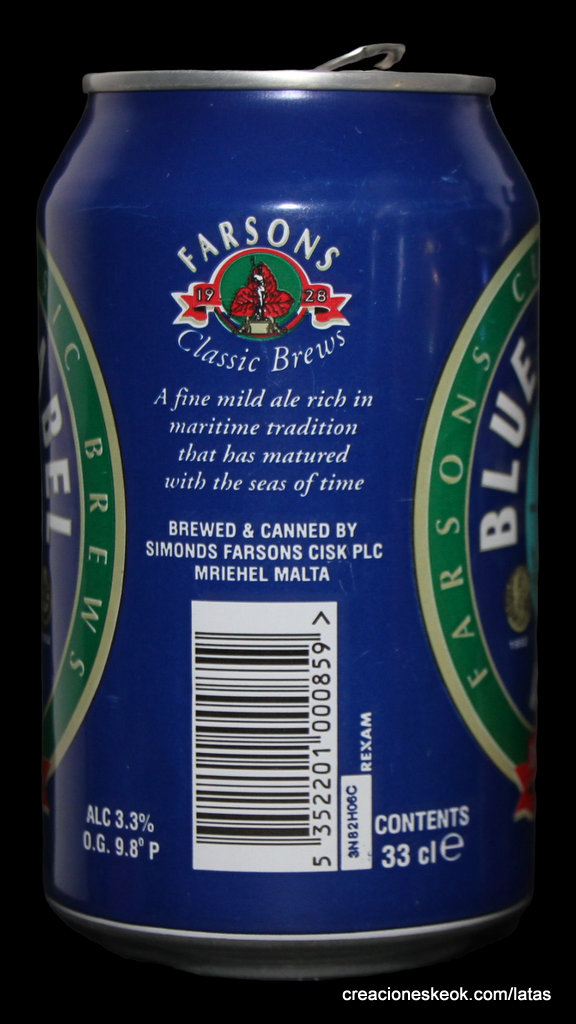 FARSONS
19 28
Classic Brews
A fine mild ale rich in
maritime tradition
that has matured
with the seas of time
BREWED & CANNED BY
SIMONDS FARSONS CISK PLC
MRIEHEL MALTA
5 352201 000859 >
REXAM
3N82H06C
ALC 3.3%
O.G. 9.8° P
CONTENTS
33 cl e
BREWS
FARSONS
BLUE
creacioneskeok.com/latas